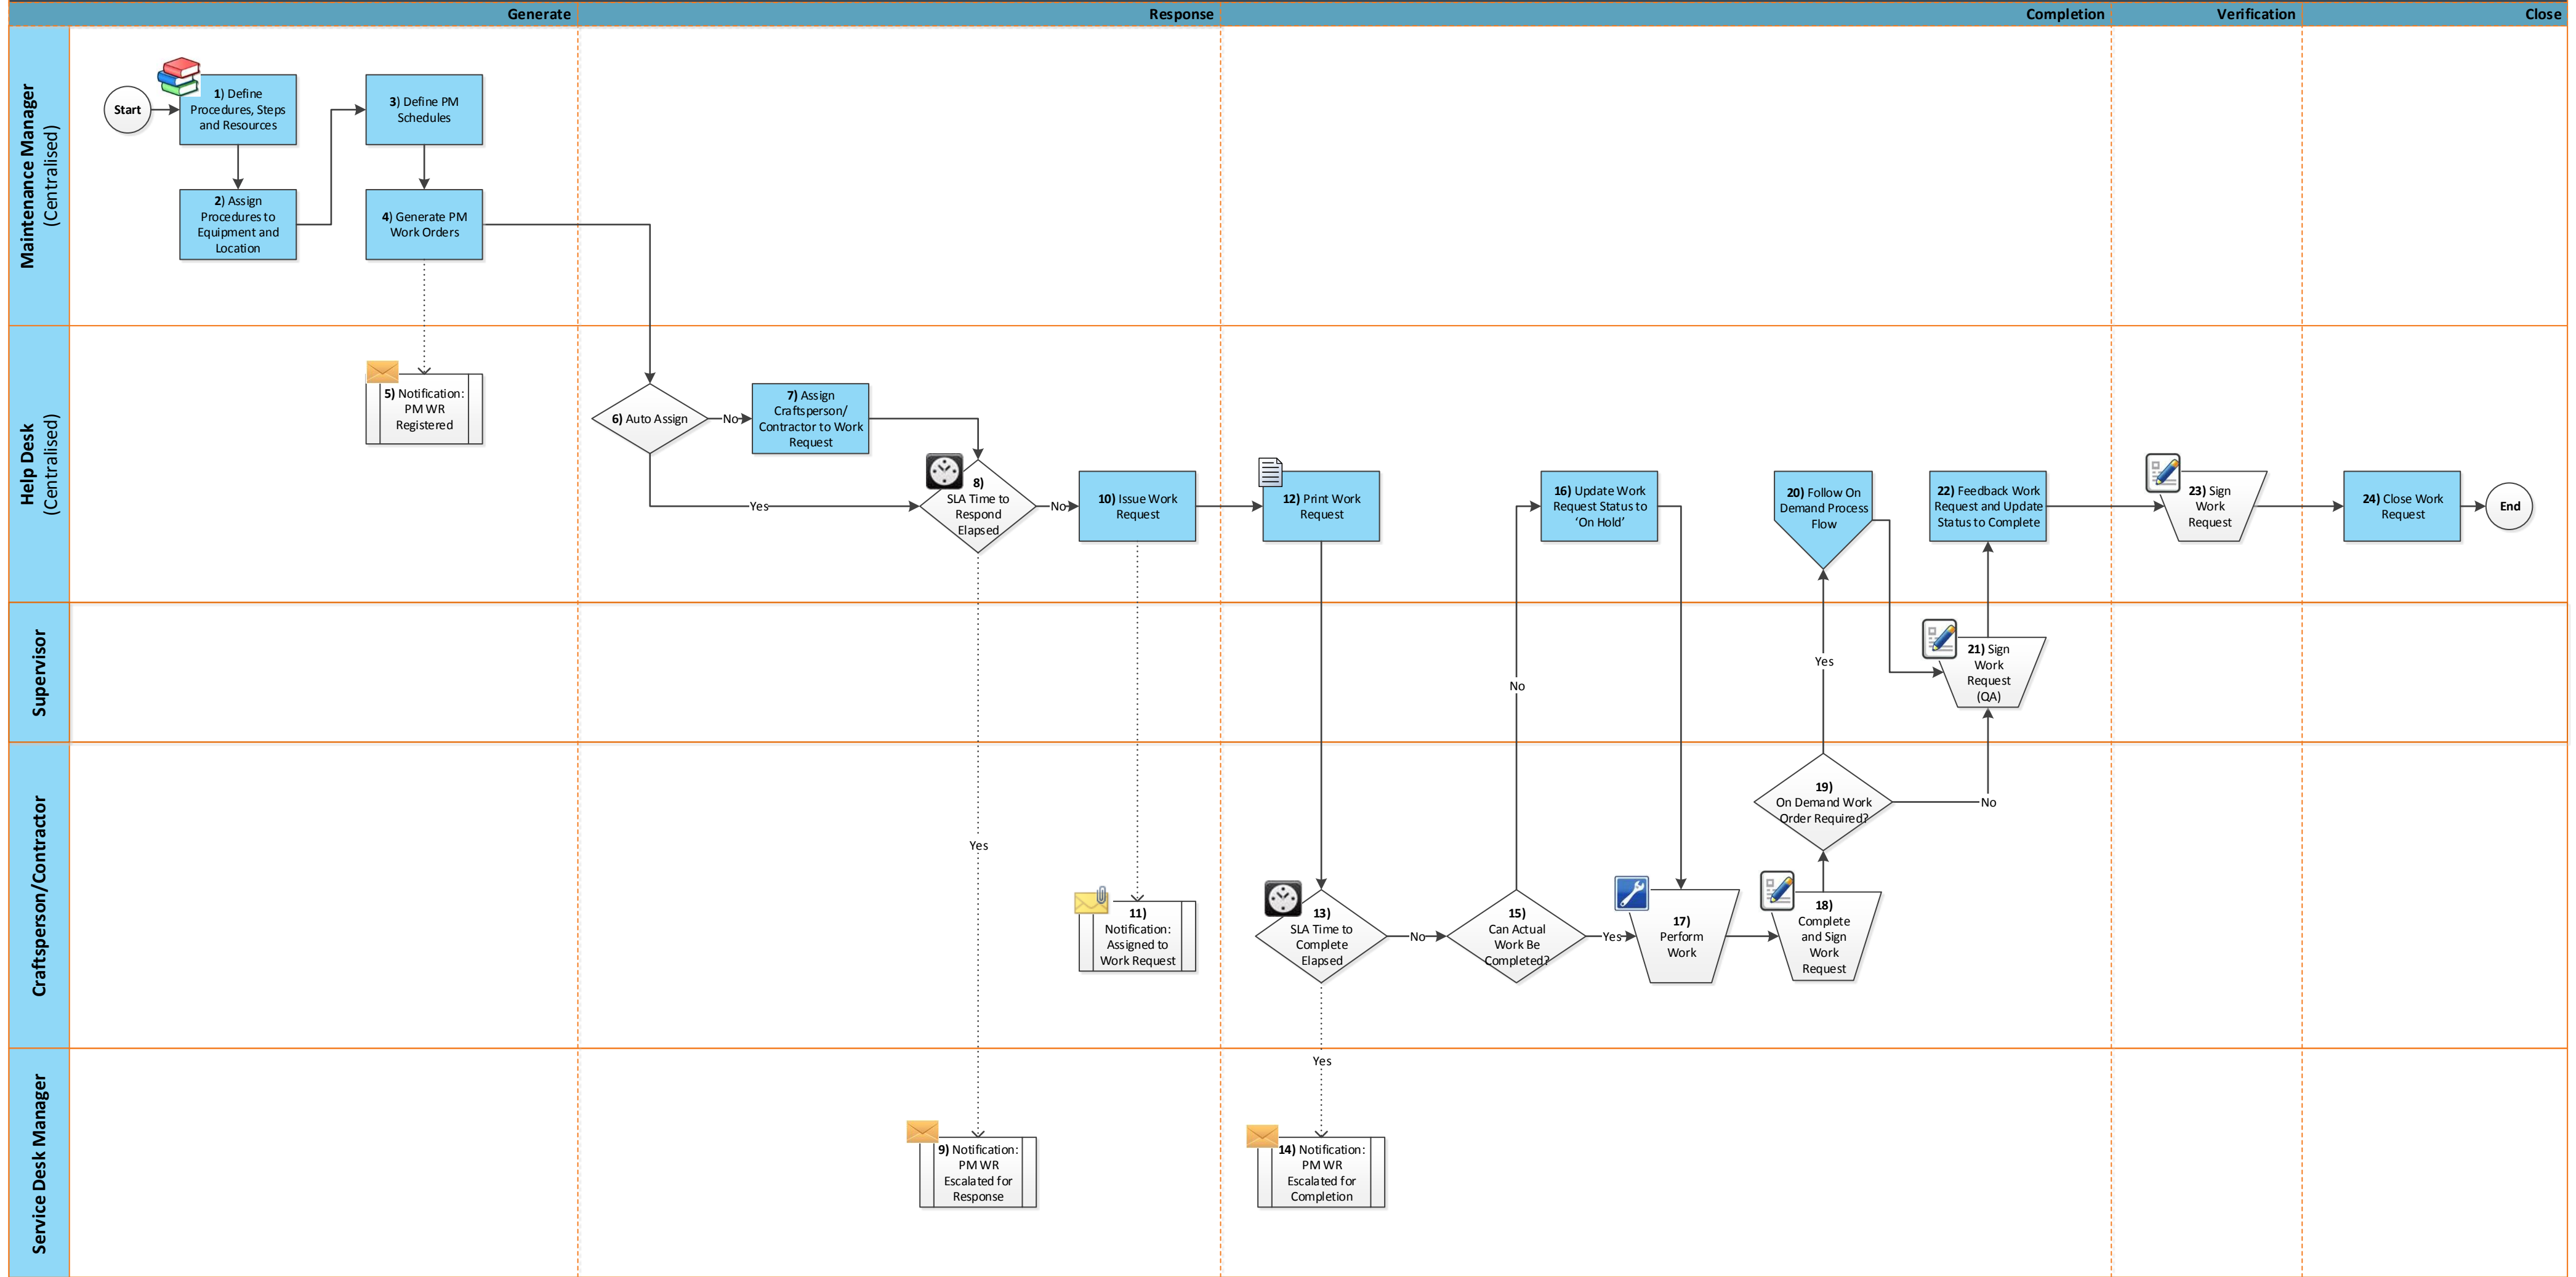 Generate
Response
Completion
Verification
Close
Maintenance Manager
(Centralised)
Start
1) Define
Procedures, Steps
and Resources
2) Assign
Procedures to
Equipment and
Location
3) Define PM
Schedules
4) Generate PM
Work Orders
Help Desk
(Centralised)
5) Notification:
PM WR
Registered
6) Auto Assign
No
Yes
7) Assign
Craftsperson/
Contractor to Work
Request
8)
SLA Time to
Respond
Elapsed
No
10) Issue Work
Request
12) Print Work
Request
16) Update Work
Request Status to
‘On Hold’
20) Follow On
Demand Process
Flow
22) Feedback Work
Request and Update
Status to Complete
23) Sign
Work
Request
24) Close Work
Request
End
Supervisor
No
Yes
21) Sign
Work
Request
(QA)
Craftsperson/Contractor
Yes
11)
Notification:
Assigned to
Work Request
13)
SLA Time to
Complete
Elapsed
No
15)
Can Actual
Work Be
Completed?
Yes
17)
Perform
Work
18)
Complete
and Sign
Work
Request
19)
On Demand Work
Order Required?
No
Service Desk Manager
9) Notification:
PM WR
Escalated for
Response
Yes
14) Notification:
PM WR
Escalated for
Completion